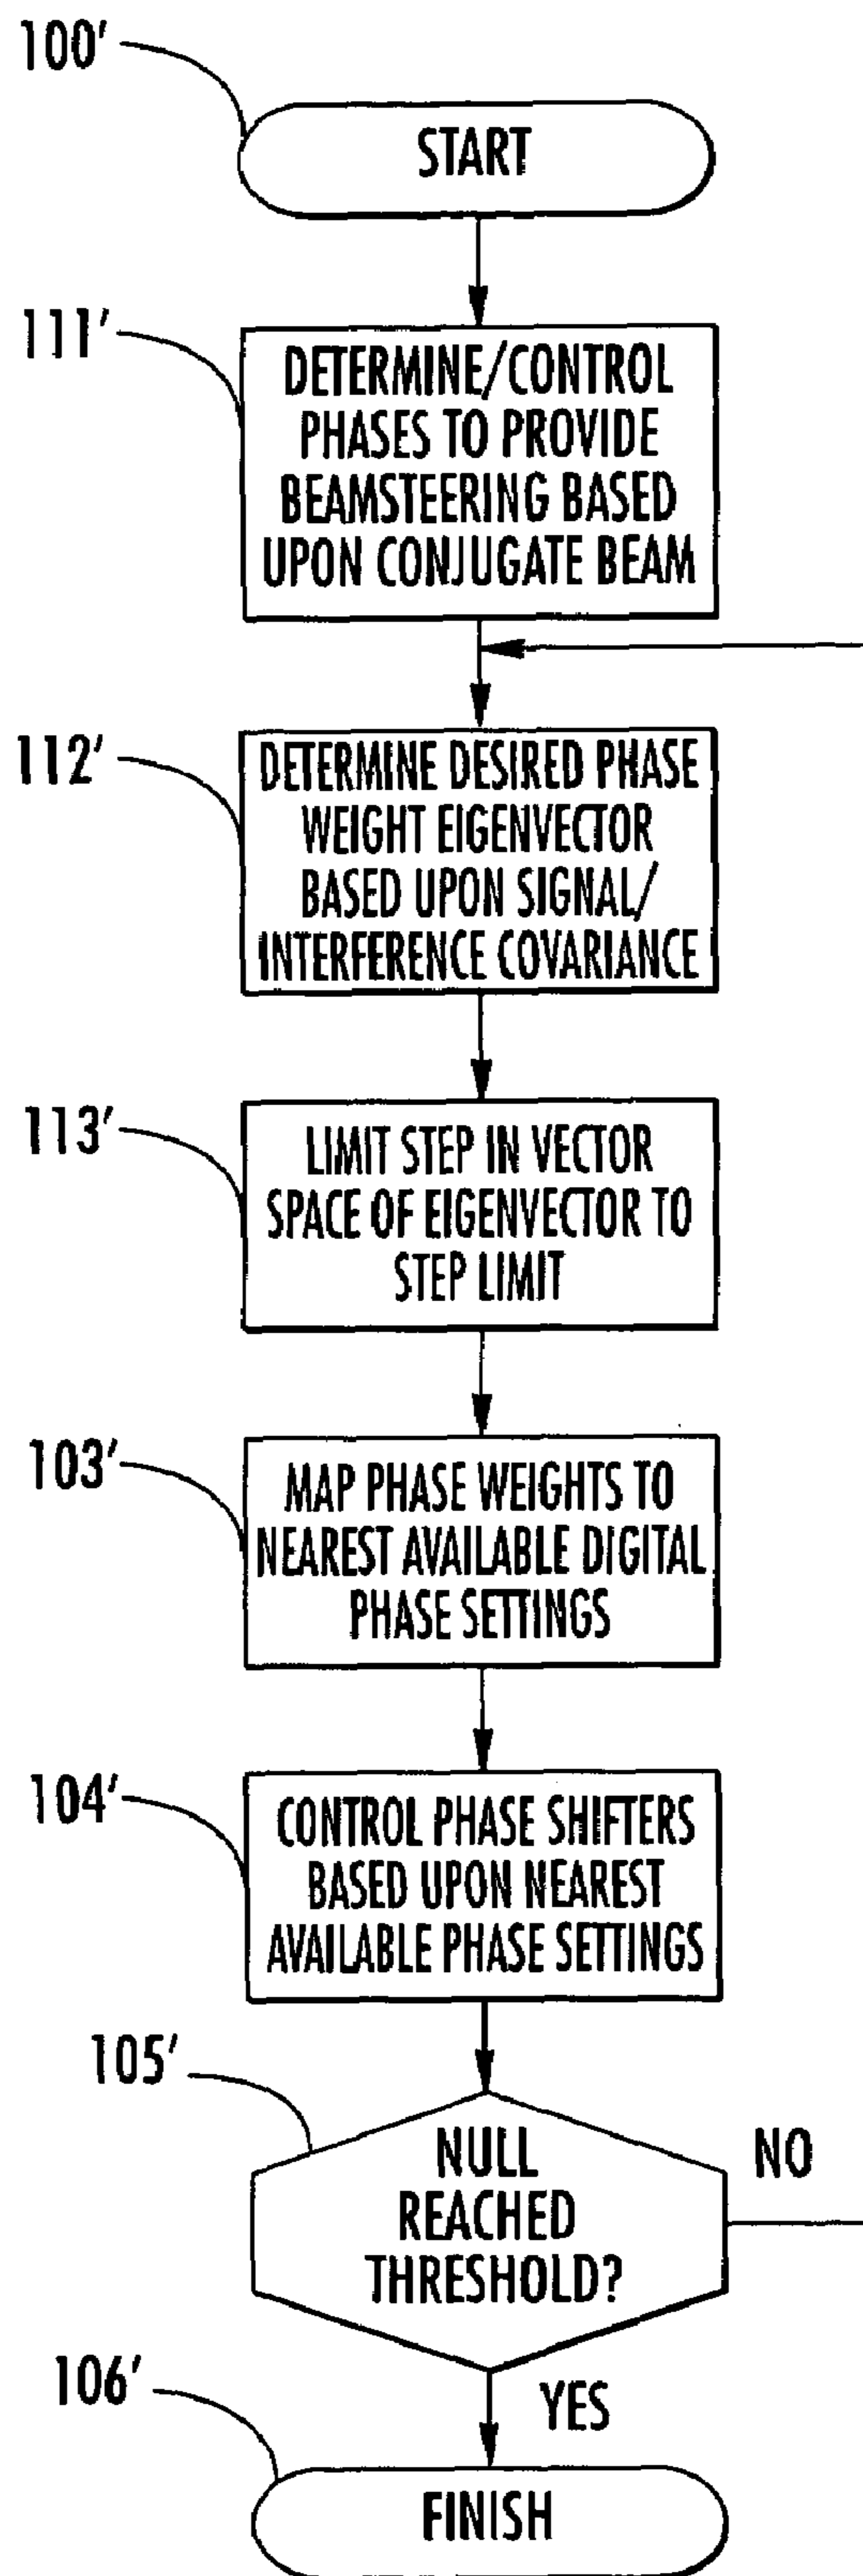 100'
START
111'
DETERMINE/CONTROL
PHASES TO PROVIDE
BEAMSTEERING BASED
UPON CONJUGATE BEAM
112'
DETERMINE DESIRED PHASE
WEIGHT EIGENVECTOR
BASED UPON SIGNAL/
INTERFERENCE COVARIANCE
113'
LIMIT STEP IN VECTOR
SPACE OF EIGENVECTOR TO
STEP LIMIT
103'
MAP PHASE WEIGHTS TO
NEAREST AVAILABLE DIGITAL
PHASE SETTINGS
104'
CONTROL PHASE SHIFTERS
BASED UPON NEAREST
AVAILABLE PHASE SETTINGS
105'
NULL
REACHED
THRESHOLD?
NO
YES
106'
FINISH